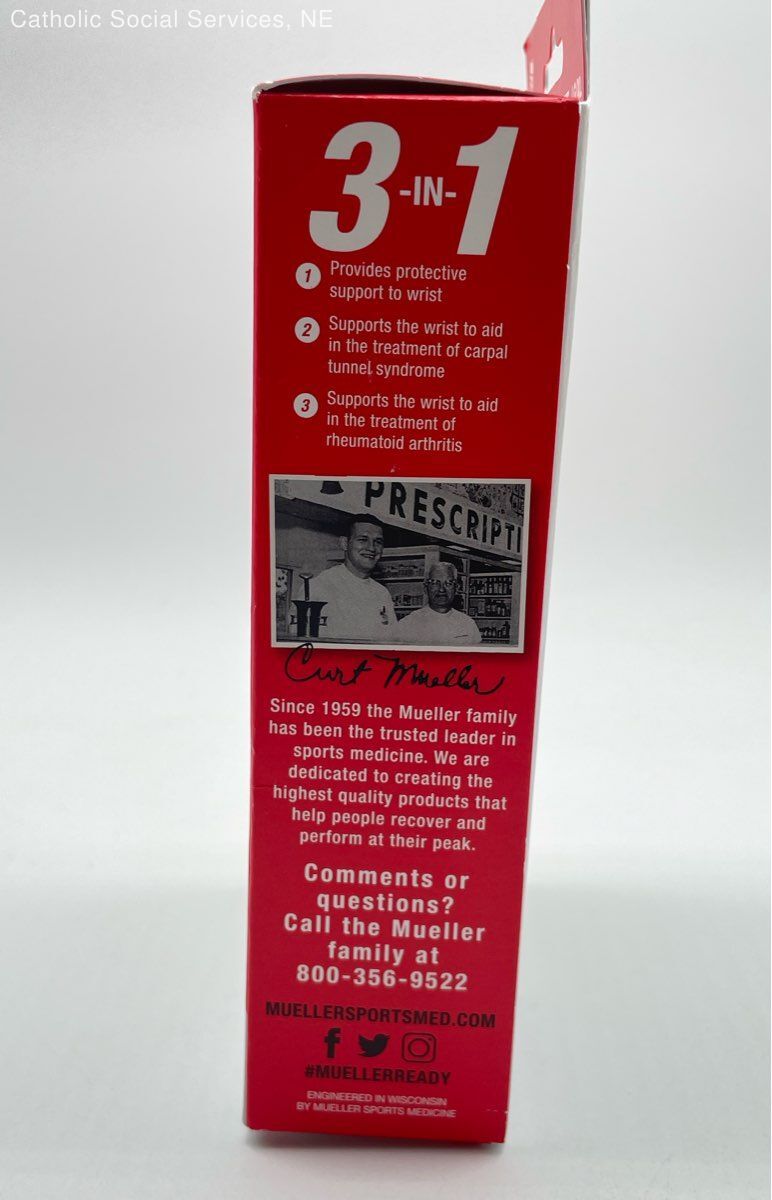 Catholic Social Services, NE
3-IN-1
1 Provides protective
support to wrist
2 Supports the wrist to aid
in the treatment of carpal
tunnel syndrome
3 Supports the wrist to aid
in the treatment of
rheumatoid arthritis
PRESCRIPTI
Curt Mueller
Since 1959 the Mueller family
has been the trusted leader in
sports medicine. We are
dedicated to creating the
highest quality products that
help people recover and
perform at their peak.
Comments or
questions?
Call the Mueller
family at
800-356-9522
MUELLERSPORTSMED.COM
#MUELLERREADY
ENGINEERED IN WISCONSIN
BY MUELLER SPORTS MEDICINE